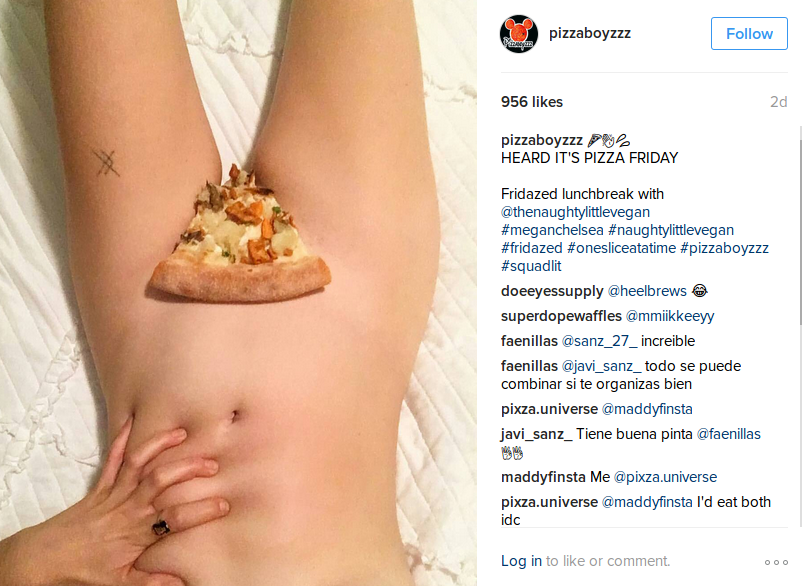 pizzaboyzzz
Follow
956 likes
2d
pizzaboyzzz 🍕👏💦
HEARD IT'S PIZZA FRIDAY
Fridazed lunchbreak with
@thenaughtylittlevegan
#meganchelsea #naughtylittlevegan
#fridazed #onesliceatatime #pizzaboyzzz
#squadlit
doeeyessupply @heelbrews 😂
superdopewaffles @mmiikkeeyy
faenillas @sanz_27_ increible
faenillas @javi_sanz_ todo se puede
combinar si te organizas bien
pixza.universe @maddyfinsta
javi_sanz_ Tiene buena pinta @faenillas
👏👏
maddyfinsta Me @pixza.universe
pixza.universe @maddyfinsta I'd eat both
idc
Log in to like or comment.